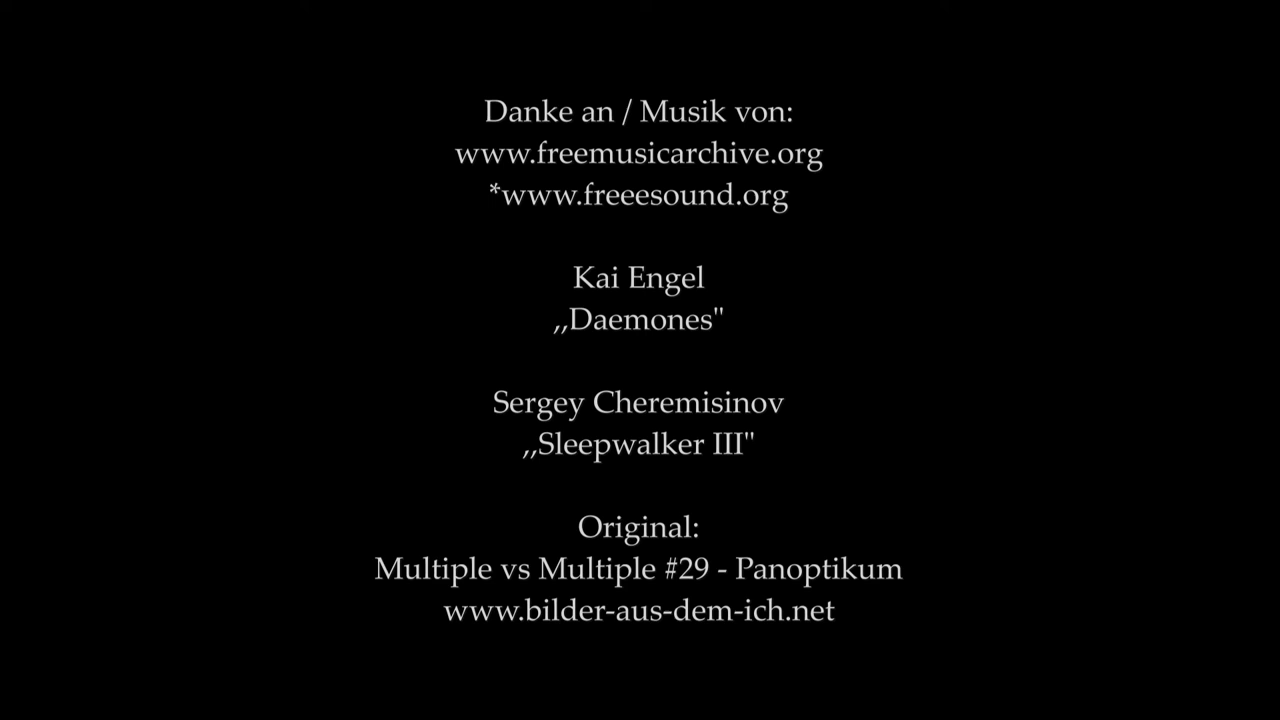 Danke an / Musik von:
www.freemusicarchive.org
*www.freeesound.org
Kai Engel
,,Daemones"
Sergey Cheremisinov
,,Sleepwalker III"
Original:
Multiple vs Multiple #29 - Panoptikum
www.bilder-aus-dem-ich.net